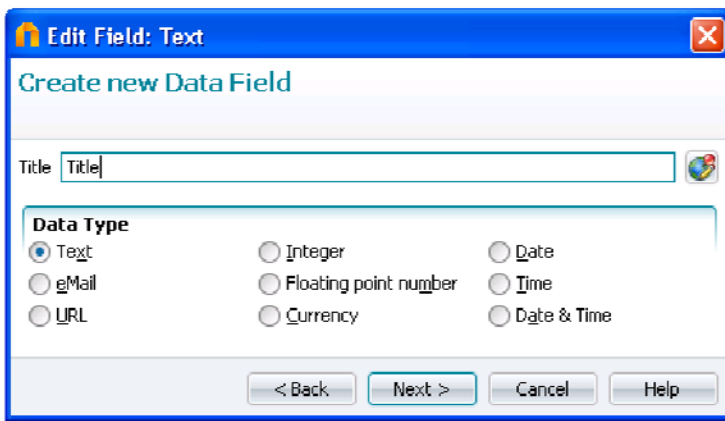 Edit Field: Text
Create new Data Field
Title Title
Data Type
Text Integer Date
eMail Floating point number Time
URL Currency Date & Time
< Back Next > Cancel Help